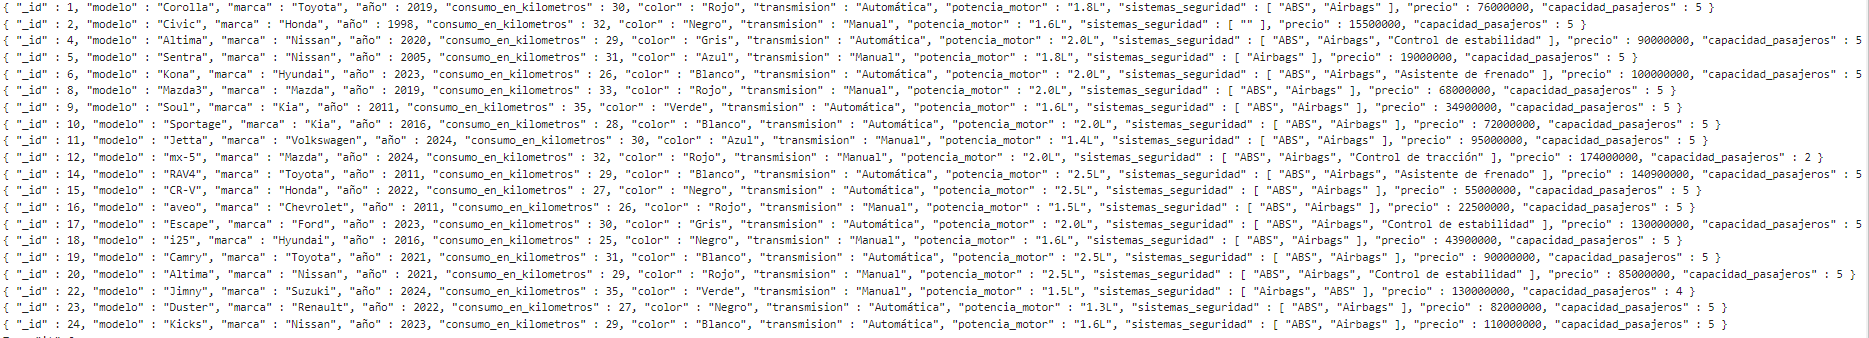 { "_id" : 1, "modelo" : "Corolla", "marca" : "Toyota", "año" : 2019, "consumo_en_kilometros" : 30, "color" : "Rojo", "transmision" : "Automática", "potencia_motor" : "1.8L", "sistemas_seguridad" : [ "ABS", "Airbags" ], "precio" : 76000000, "capacidad_pasajeros" : 5 }
{ "_id" : 2, "modelo" : "Civic", "marca" : "Honda", "año" : 1998, "consumo_en_kilometros" : 32, "color" : "Negro", "transmision" : "Manual", "potencia_motor" : "1.6L", "sistemas_seguridad" : [ "" ], "precio" : 15500000, "capacidad_pasajeros" : 5 }
{ "_id" : 4, "modelo" : "Altima", "marca" : "Nissan", "año" : 2020, "consumo_en_kilometros" : 29, "color" : "Gris", "transmision" : "Automática", "potencia_motor" : "2.0L", "sistemas_seguridad" : [ "ABS", "Airbags", "Control de estabilidad" ], "precio" : 90000000, "capacidad_pasajeros" : 5
{ "_id" : 5, "modelo" : "Sentra", "marca" : "Nissan", "año" : 2005, "consumo_en_kilometros" : 31, "color" : "Azul", "transmision" : "Manual", "potencia_motor" : "1.8L", "sistemas_seguridad" : [ "Airbags" ], "precio" : 19000000, "capacidad_pasajeros" : 5 }
{ "_id" : 6, "modelo" : "Kona", "marca" : "Hyundai", "año" : 2023, "consumo_en_kilometros" : 26, "color" : "Blanco", "transmision" : "Automática", "potencia_motor" : "2.0L", "sistemas_seguridad" : [ "ABS", "Airbags", "Asistente de frenado" ], "precio" : 100000000, "capacidad_pasajeros" : 5
{ "_id" : 8, "modelo" : "Mazda3", "marca" : "Mazda", "año" : 2019, "consumo_en_kilometros" : 33, "color" : "Rojo", "transmision" : "Manual", "potencia_motor" : "2.0L", "sistemas_seguridad" : [ "ABS", "Airbags" ], "precio" : 68000000, "capacidad_pasajeros" : 5 }
{ "_id" : 9, "modelo" : "Soul", "marca" : "Kia", "año" : 2011, "consumo_en_kilometros" : 35, "color" : "Verde", "transmision" : "Automática", "potencia_motor" : "1.6L", "sistemas_seguridad" : [ "ABS", "Airbags" ], "precio" : 34900000, "capacidad_pasajeros" : 5 }
{ "_id" : 10, "modelo" : "Sportage", "marca" : "Kia", "año" : 2016, "consumo_en_kilometros" : 28, "color" : "Blanco", "transmision" : "Automática", "potencia_motor" : "2.0L", "sistemas_seguridad" : [ "ABS", "Airbags" ], "precio" : 72000000, "capacidad_pasajeros" : 5 }
{ "_id" : 11, "modelo" : "Jetta", "marca" : "Volkswagen", "año" : 2024, "consumo_en_kilometros" : 30, "color" : "Azul", "transmision" : "Manual", "potencia_motor" : "1.4L", "sistemas_seguridad" : [ "ABS", "Airbags" ], "precio" : 95000000, "capacidad_pasajeros" : 5 }
{ "_id" : 12, "modelo" : "mx-5", "marca" : "Mazda", "año" : 2024, "consumo_en_kilometros" : 32, "color" : "Rojo", "transmision" : "Manual", "potencia_motor" : "2.0L", "sistemas_seguridad" : [ "ABS", "Airbags", "Control de tracción" ], "precio" : 174000000, "capacidad_pasajeros" : 2 }
{ "_id" : 14, "modelo" : "RAV4", "marca" : "Toyota", "año" : 2011, "consumo_en_kilometros" : 29, "color" : "Blanco", "transmision" : "Automática", "potencia_motor" : "2.5L", "sistemas_seguridad" : [ "ABS", "Airbags", "Asistente de frenado" ], "precio" : 140900000, "capacidad_pasajeros" : 5
{ "_id" : 15, "modelo" : "CR-V", "marca" : "Honda", "año" : 2022, "consumo_en_kilometros" : 27, "color" : "Negro", "transmision" : "Automática", "potencia_motor" : "2.5L", "sistemas_seguridad" : [ "ABS", "Airbags" ], "precio" : 55000000, "capacidad_pasajeros" : 5 }
{ "_id" : 16, "modelo" : "aveo", "marca" : "Chevrolet", "año" : 2011, "consumo_en_kilometros" : 26, "color" : "Rojo", "transmision" : "Manual", "potencia_motor" : "1.5L", "sistemas_seguridad" : [ "ABS", "Airbags" ], "precio" : 22500000, "capacidad_pasajeros" : 5 }
{ "_id" : 17, "modelo" : "Escape", "marca" : "Ford", "año" : 2023, "consumo_en_kilometros" : 30, "color" : "Gris", "transmision" : "Automática", "potencia_motor" : "2.0L", "sistemas_seguridad" : [ "ABS", "Airbags", "Control de estabilidad" ], "precio" : 130000000, "capacidad_pasajeros" : 5
{ "_id" : 18, "modelo" : "i25", "marca" : "Hyundai", "año" : 2016, "consumo_en_kilometros" : 25, "color" : "Negro", "transmision" : "Manual", "potencia_motor" : "1.6L", "sistemas_seguridad" : [ "ABS", "Airbags" ], "precio" : 43900000, "capacidad_pasajeros" : 5 }
{ "_id" : 19, "modelo" : "Camry", "marca" : "Toyota", "año" : 2021, "consumo_en_kilometros" : 31, "color" : "Blanco", "transmision" : "Automática", "potencia_motor" : "2.5L", "sistemas_seguridad" : [ "ABS", "Airbags" ], "precio" : 90000000, "capacidad_pasajeros" : 5 }
{ "_id" : 20, "modelo" : "Altima", "marca" : "Nissan", "año" : 2021, "consumo_en_kilometros" : 29, "color" : "Rojo", "transmision" : "Manual", "potencia_motor" : "2.5L", "sistemas_seguridad" : [ "ABS", "Airbags", "Control de estabilidad" ], "precio" : 85000000, "capacidad_pasajeros" : 5 }
{ "_id" : 22, "modelo" : "Jimny", "marca" : "Suzuki", "año" : 2024, "consumo_en_kilometros" : 35, "color" : "Verde", "transmision" : "Manual", "potencia_motor" : "1.5L", "sistemas_seguridad" : [ "Airbags", "ABS" ], "precio" : 130000000, "capacidad_pasajeros" : 4 }
{ "_id" : 23, "modelo" : "Duster", "marca" : "Renault", "año" : 2022, "consumo_en_kilometros" : 27, "color" : "Negro", "transmision" : "Automática", "potencia_motor" : "1.3L", "sistemas_seguridad" : [ "ABS", "Airbags" ], "precio" : 82000000, "capacidad_pasajeros" : 5 }
{ "_id" : 24, "modelo" : "Kicks", "marca" : "Nissan", "año" : 2023, "consumo_en_kilometros" : 29, "color" : "Blanco", "transmision" : "Automática", "potencia_motor" : "1.6L", "sistemas_seguridad" : [ "ABS", "Airbags" ], "precio" : 110000000, "capacidad_pasajeros" : 5 }